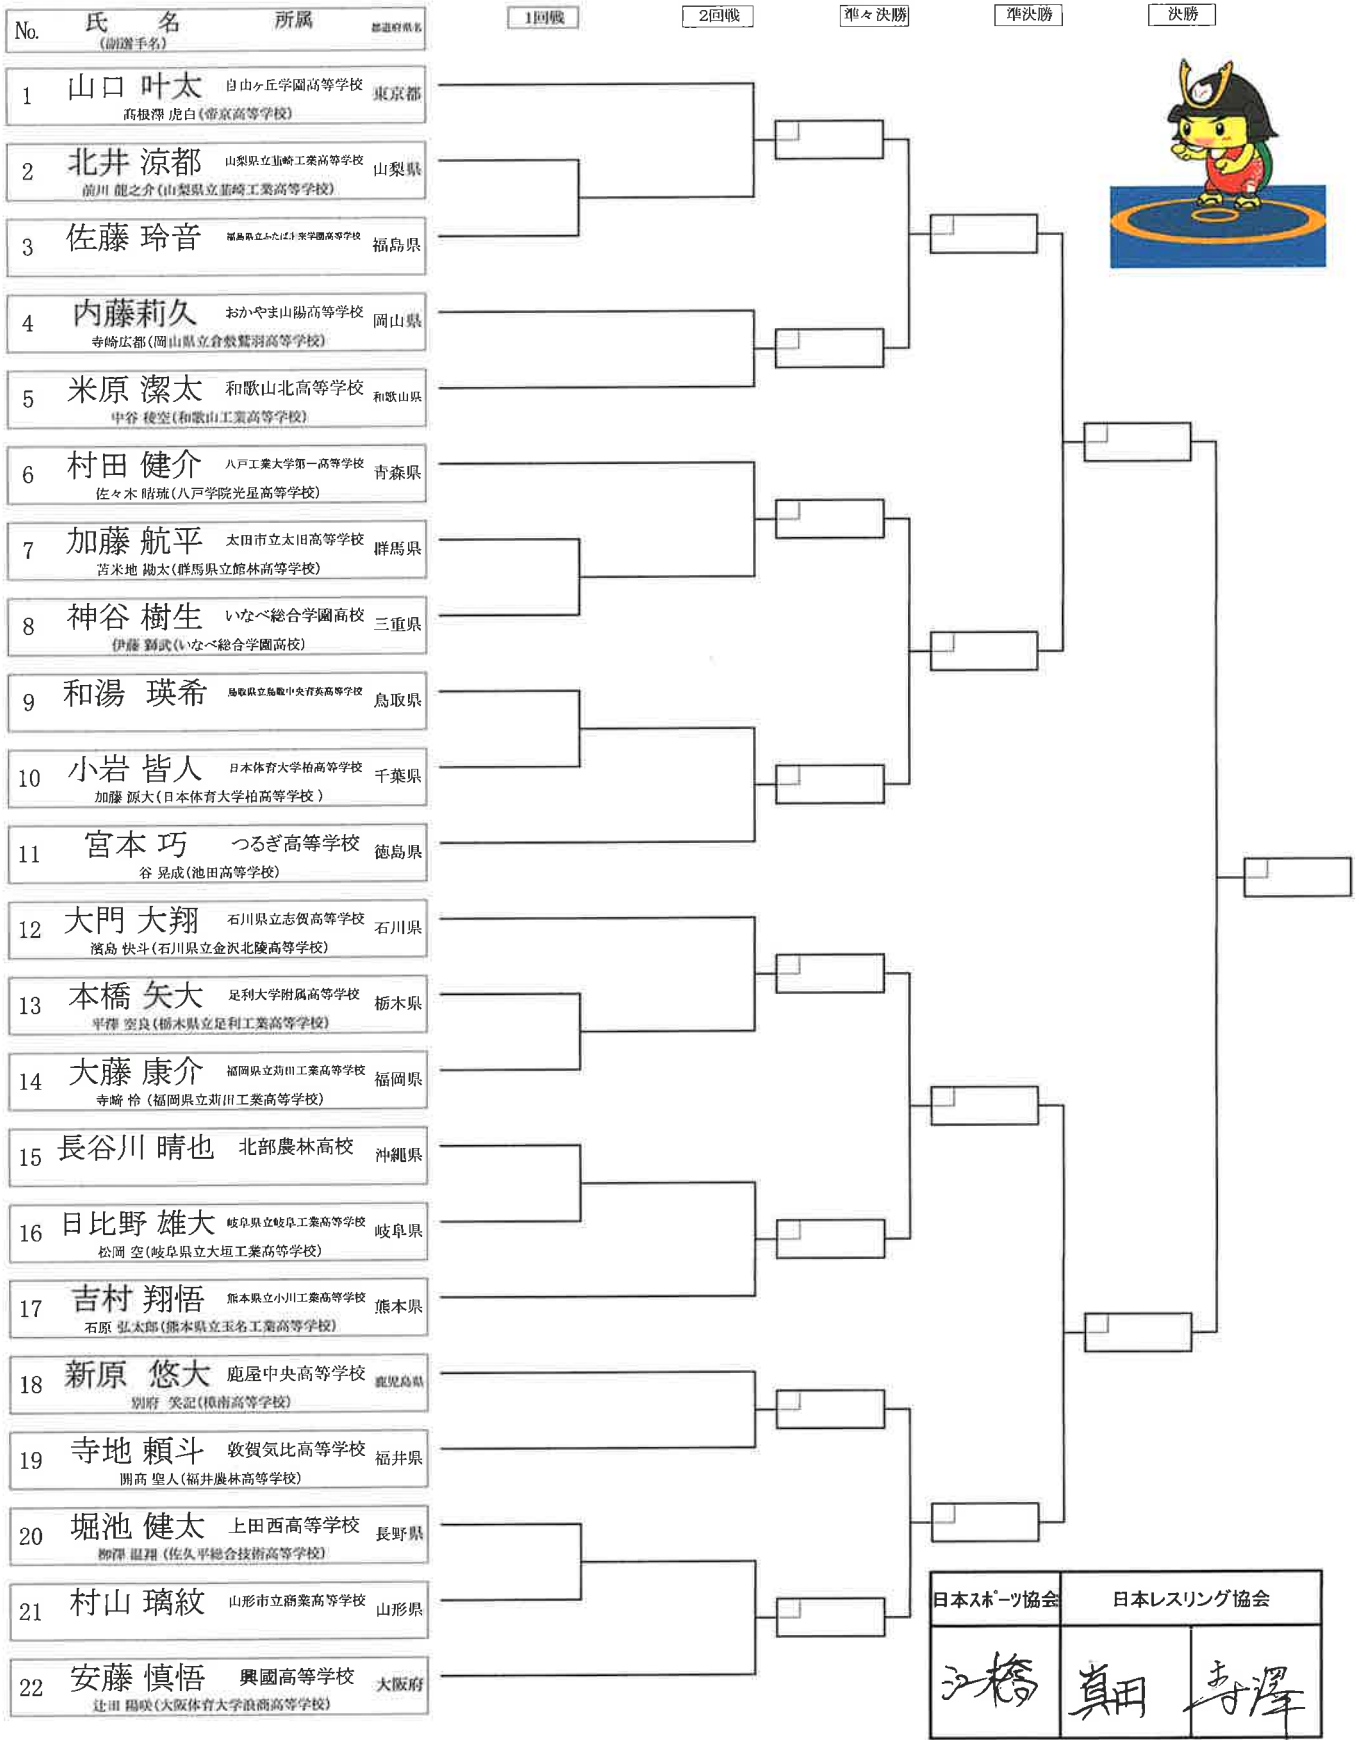 No. 氏 名 所属 都道府県名
(副選手名)
1回戦 2回戦 準々決勝 準決勝 決勝
1 山口 叶太 自由ヶ丘学園高等学校 東京都
髙根澤 虎白(帝京高等学校)
2 北井 涼都 山梨県立韮崎工業高等学校 山梨県
前川 龍之介(山梨県立韮崎工業高等学校)
3 佐藤 玲音 福島県立ふたば未来学園高等学校 福島県
4 内藤莉久 おかやま山陽高等学校 岡山県
寺崎広都(岡山県立倉敷鷲羽高等学校)
5 米原 潔太 和歌山北高等学校 和歌山県
中谷 稜空(和歌山工業高等学校)
6 村田 健介 八戸工業大学第一高等学校 青森県
佐々木 晴琉(八戸学院光星高等学校)
7 加藤 航平 太田市立太田高等学校 群馬県
苫米地 勘太(群馬県立館林高等学校)
8 神谷 樹生 いなべ総合学園高校 三重県
伊藤 獅武(いなべ総合学園高校)
9 和湯 瑛希 鳥取県立鳥取中央育英高等学校 鳥取県
10 小岩 皆人 日本体育大学柏高等学校 千葉県
加藤 源大(日本体育大学柏高等学校 )
11 宮本 巧 つるぎ高等学校 徳島県
谷 晃成(池田高等学校)
12 大門 大翔 石川県立志賀高等学校 石川県
濱島 快斗(石川県立金沢北陵高等学校)
13 本橋 矢大 足利大学附属高等学校 栃木県
平澤 空良(栃木県立足利工業高等学校)
14 大藤 康介 福岡県立苅田工業高等学校 福岡県
寺﨑 怜 (福岡県立苅田工業高等学校)
15 長谷川 晴也 北部農林高校 沖縄県
16 日比野 雄大 岐阜県立岐阜工業高等学校 岐阜県
松岡 空(岐阜県立大垣工業高等学校)
17 吉村 翔悟 熊本県立小川工業高等学校 熊本県
石原 弘太郎(熊本県立玉名工業高等学校)
18 新原 悠大 鹿屋中央高等学校 鹿児島県
別府 笑記(樟南高等学校)
19 寺地 頼斗 敦賀気比高等学校 福井県
開髙 聖人(福井農林高等学校)
20 堀池 健太 上田西高等学校 長野県
柳澤 温翔 (佐久平総合技術高等学校)
21 村山 璃紋 山形市立商業高等学校 山形県
22 安藤 慎悟 興國高等学校 大阪府
辻田 陽咲(大阪体育大学浪商高等学校)
日本スポーツ協会 日本レスリング協会
江橋 真田